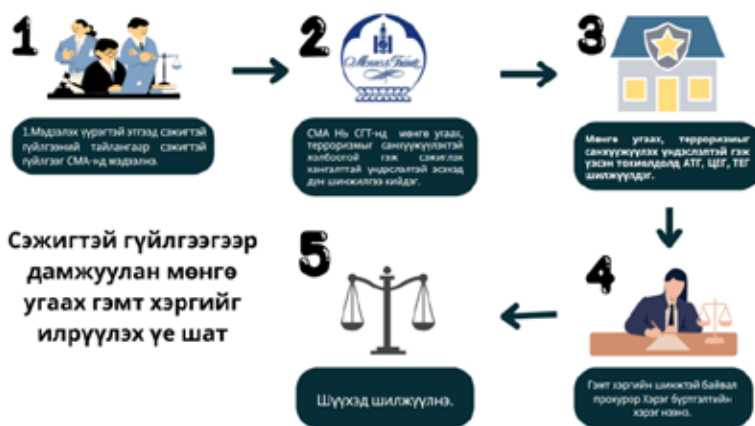 1
2
3
1.Мэдээлэх үүрэгтэй этгээд сэжигтэй
гүйлгээний тайлангаар сэжигтэй
гүйлгээг СМА-нд мэдээлнэ.
СМА Нь СГТ-нд мөнгө угаах,
терроризмыг санхүүжүүлэхтэй
холбоотой гэж сэжиглэх
хангалттай үндэслэлтэй эсэхэд
дүн шинжилгээ хийдэг.
Мөнгө угаах, терроризмыг
санхүүжүүлэх үндэслэлтэй гэж
үзсэн тохиолдолд АТГ, ЦЕГ, ТЕГ
шилжүүлдэг.
Сэжигтэй гүйлгээгээр
дамжуулан мөнгө
угаах гэмт хэргийг
илрүүлэх үе шат
5
4
Шүүхэд шилжүүлнэ.
Гэмт хэргийн шинжтэй байвал
прокурор Хэрэг бүртгэлтийн
хэрэг нээнэ.